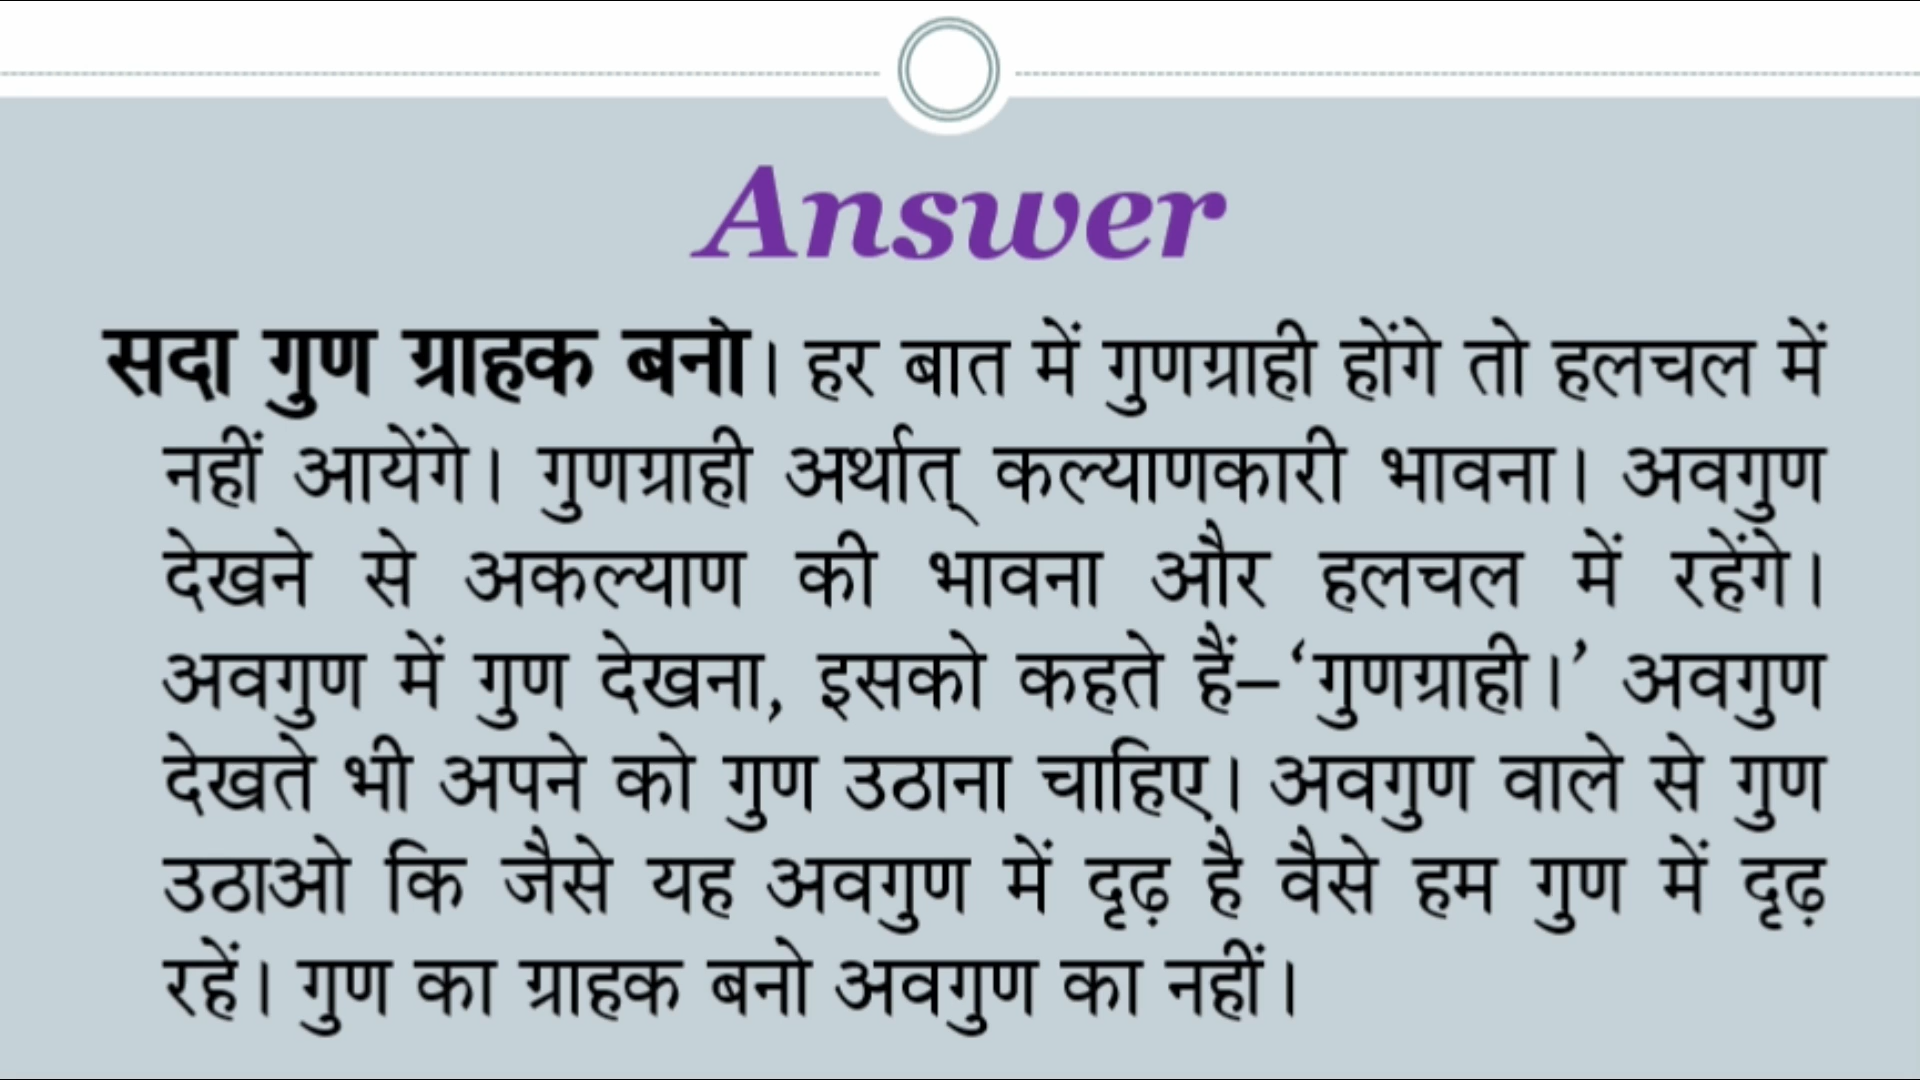 Answer
सदा गुण ग्राहक बनो। हर बात में गुणग्राही होंगे तो हलचल में
नहीं आयेंगे। गुणग्राही अर्थात् कल्याणकारी भावना। अवगुण
देखने से अकल्याण की भावना और हलचल में रहेंगे।
अवगुण में गुण देखना, इसको कहते हैं–‘गुणग्राही।’ अवगुण
देखते भी अपने को गुण उठाना चाहिए। अवगुण वाले से गुण
उठाओ कि जैसे यह अवगुण में दृढ़ है वैसे हम गुण में दृढ़
रहें। गुण का ग्राहक बनो अवगुण का नहीं।